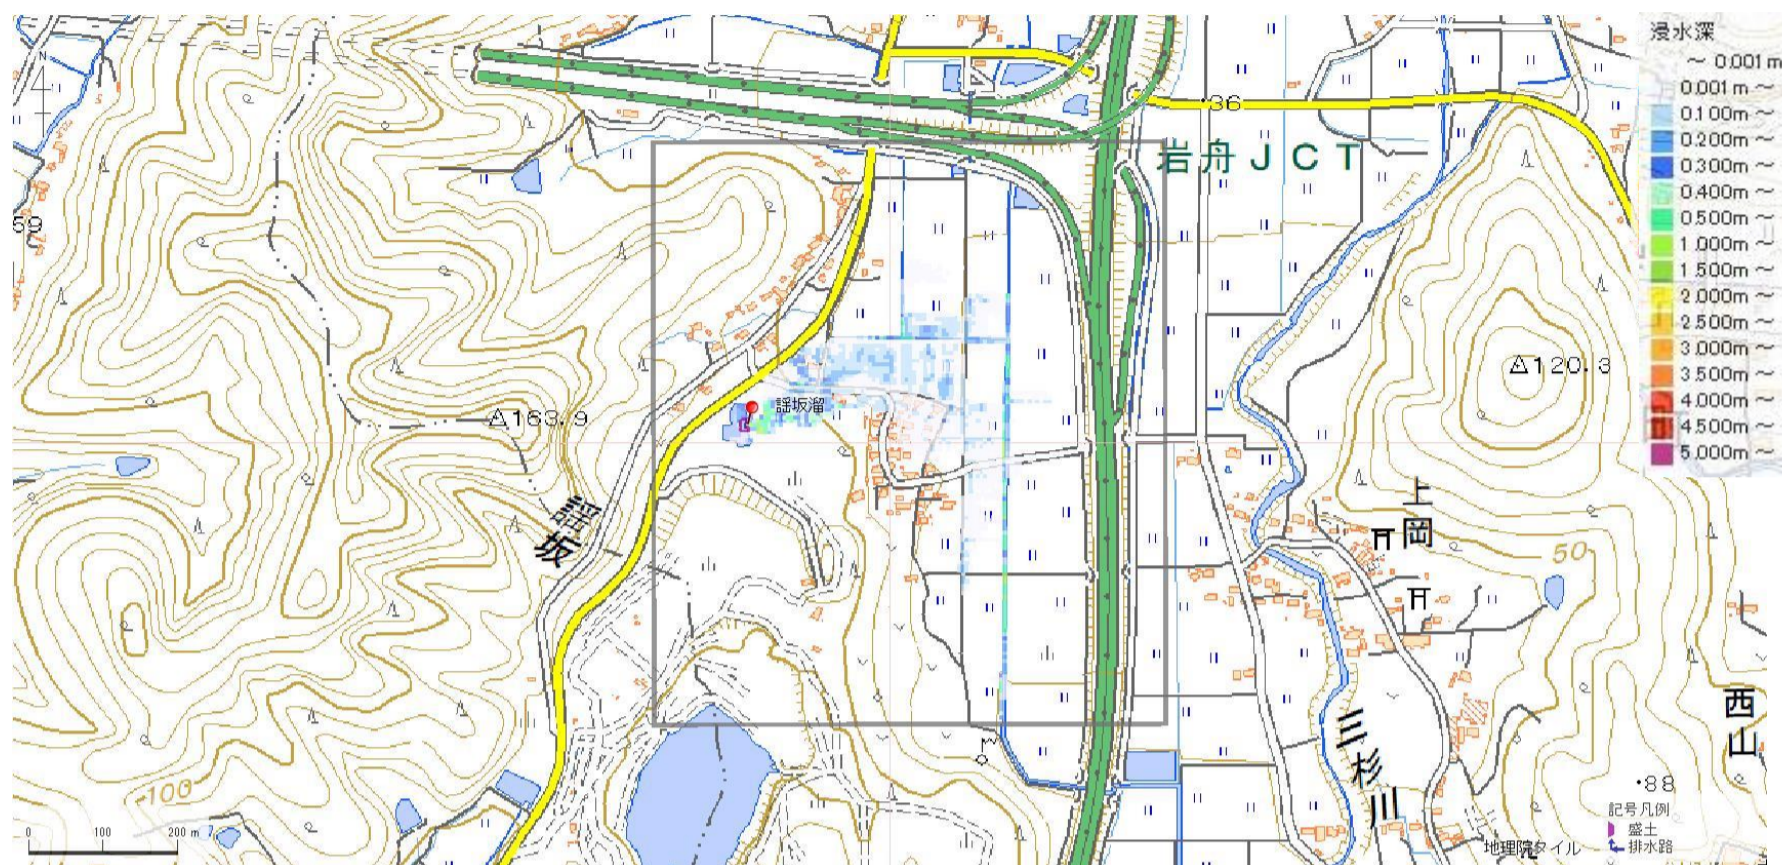 浸水深
～ 0.001m
0.001m ～
0.100m ～
0.200m ～
0.300m ～
0.400m ～
0.500m ～
1.000m ～
1.500m ～
2.000m ～
2.500m ～
3.000m ～
3.500m ～
4.000m ～
4.500m ～
5.000m ～
N
・36
岩舟JCT
59
163.9
謡坂溜
120.3
謡坂
上岡
50
西山
三杉川
100
・88
0 100 200 m
記号凡例
盛土
排水路
地理院タイル